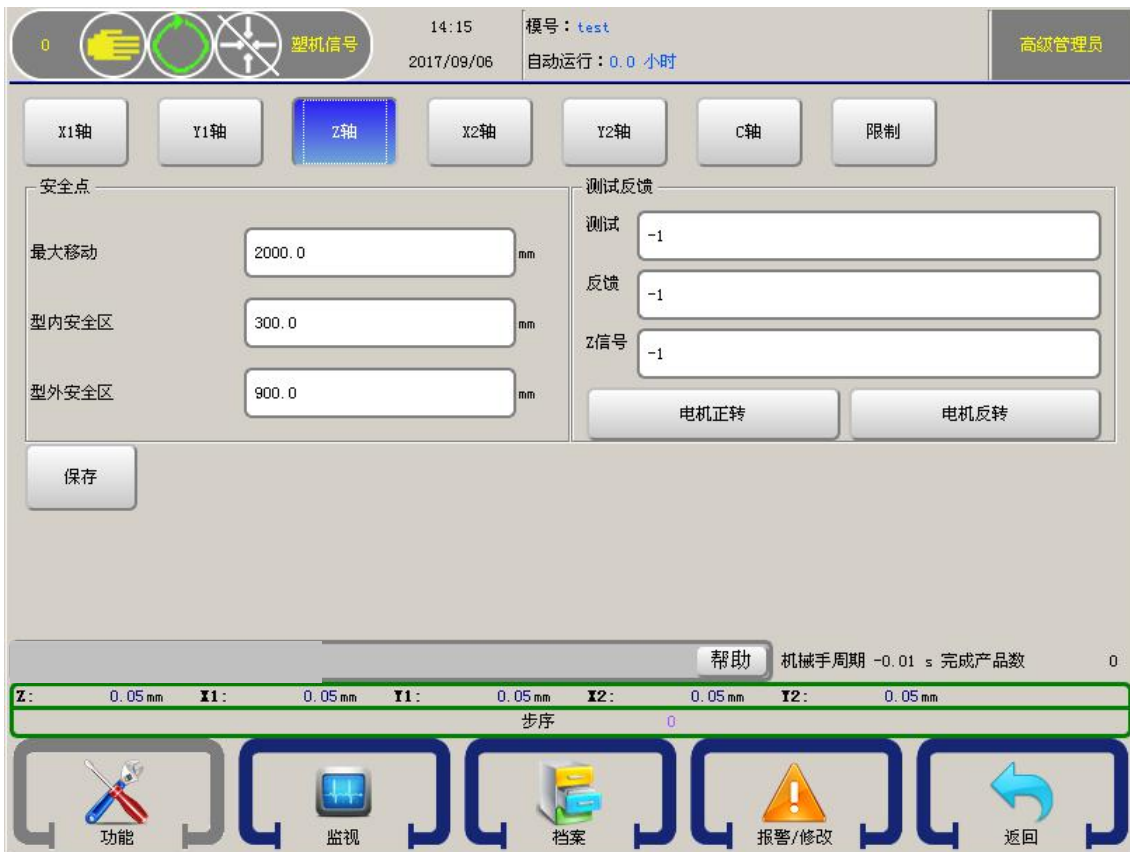 0 塑机信号 14:15 模号：test 高级管理员
2017/09/06 自动运行：0.0 小时
X1轴 Y1轴 Z轴 X2轴 Y2轴 C轴 限制
安全点
最大移动 2000.0 mm
型内安全区 300.0 mm
型外安全区 900.0 mm
测试反馈
测试 -1
反馈 -1
Z信号 -1
电机正转 电机反转
保存
帮助 机械手周期 -0.01 s 完成产品数 0
Z: 0.05mm X1: 0.05mm Y1: 0.05mm X2: 0.05mm Y2: 0.05mm
步序 0
功能 监视 档案 报警/修改 返回